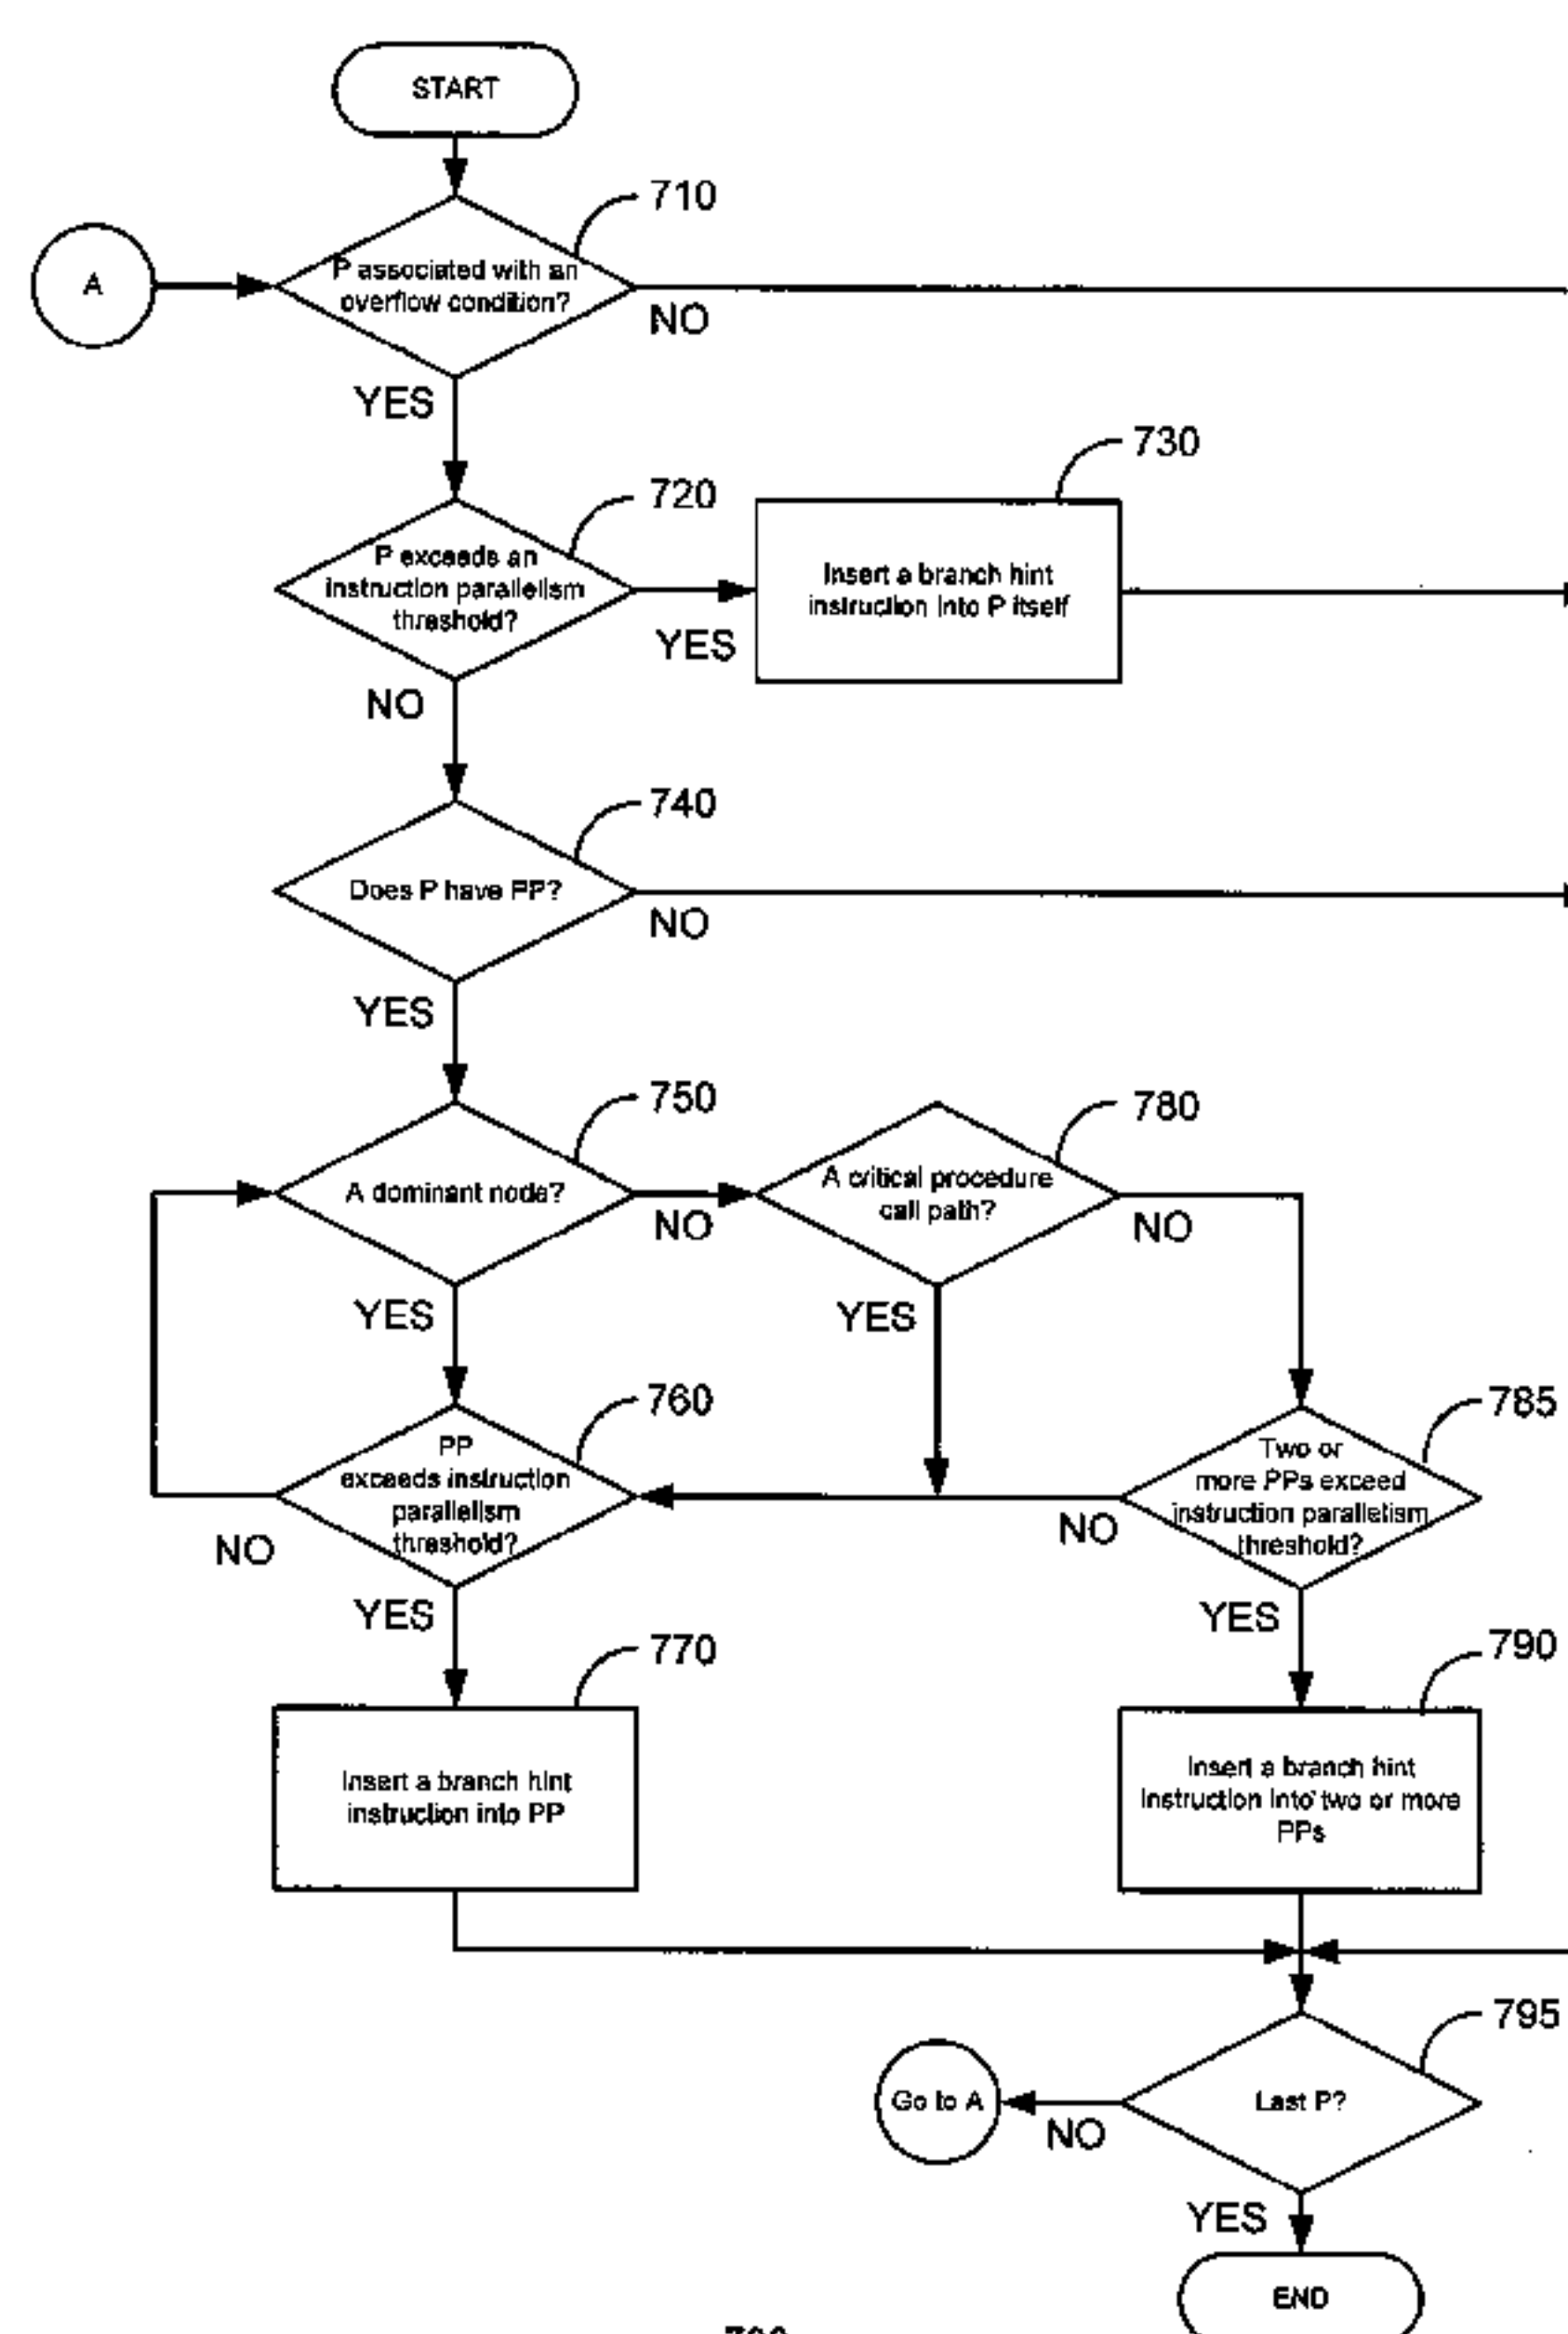 START
710
A
P associated with an
overflow condition?
NO
YES
730
720
P exceeds an
instruction parallelism
threshold?
Insert a branch hint
instruction into P itself
YES
NO
740
Does P have PP?
NO
YES
750
780
A dominant node?
A critical procedure
call path?
NO
NO
YES
YES
760
785
PP
exceeds instruction
parallelism
threshold?
Two or
more PPs exceed
instruction parallelism
threshold?
NO
NO
YES
YES
770
790
Insert a branch hint
instruction into PP
Insert a branch hint
instruction into two or more
PPs
795
Go to A
Last P?
NO
YES
END